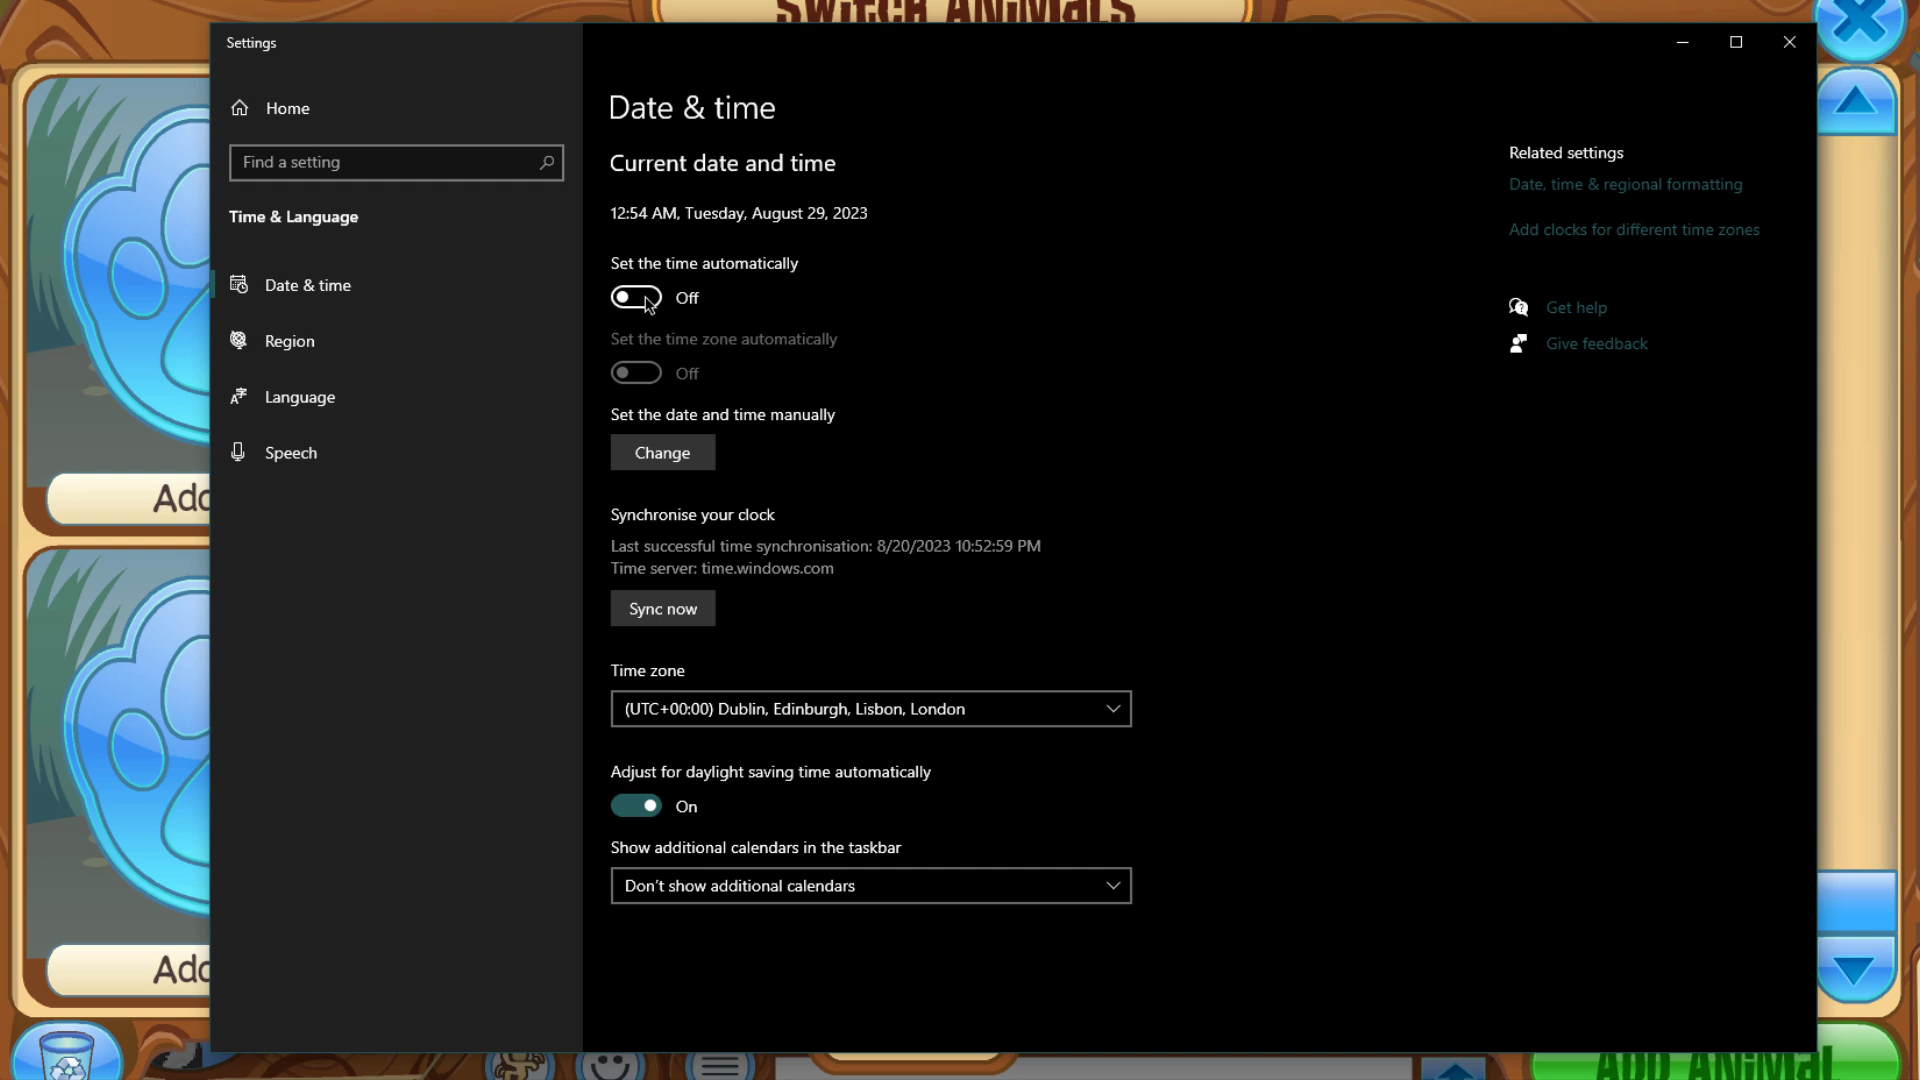 SWITCH ANIMALS
Settings
Home
Find a setting
Time & Language
Date & time
Region
Language
Speech
Date & time
Current date and time
12:54 AM, Tuesday, August 29, 2023
Set the time automatically
Off
Set the time zone automatically
Off
Set the date and time manually
Change
Synchronise your clock
Last successful time synchronisation: 8/20/2023 10:52:59 PM
Time server: time.windows.com
Sync now
Time zone
(UTC+00:00) Dublin, Edinburgh, Lisbon, London
Adjust for daylight saving time automatically
On
Show additional calendars in the taskbar
Don't show additional calendars
Related settings
Date, time & regional formatting
Add clocks for different time zones
Get help
Give feedback
Add
Add
ADD ANIMAL